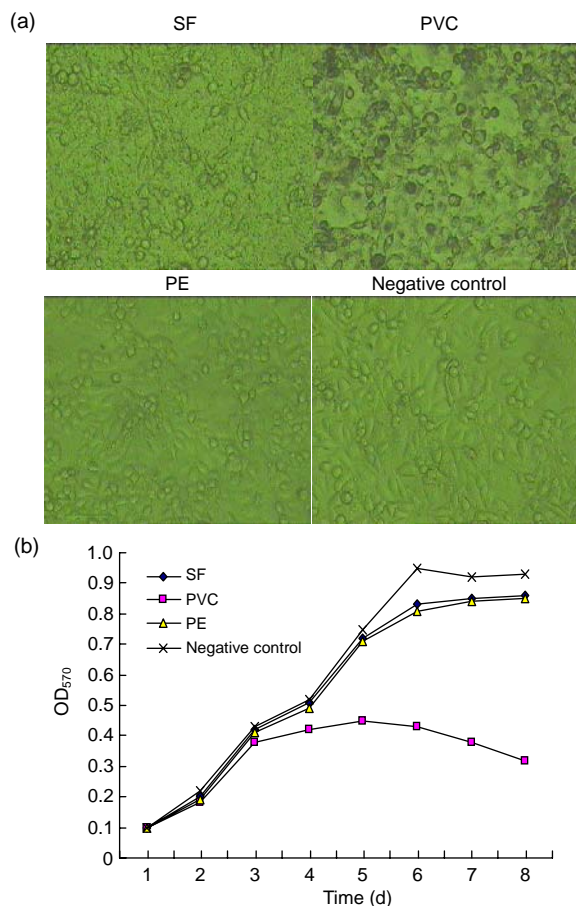 (a)
SF PVC
PE Negative control
(b)
1.0
0.9
0.8
0.7
0.6
0.5
0.4
0.3
0.2
0.1
0
OD570
SF
PVC
PE
Negative control
1 2 3 4 5 6 7 8
Time (d)